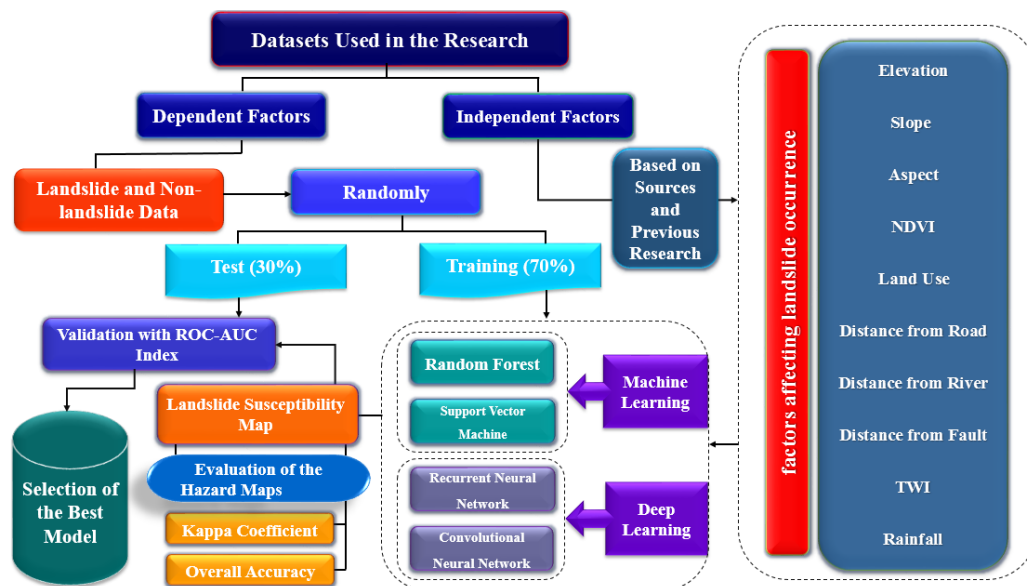 Datasets Used in the Research
Dependent Factors
Independent Factors
Landslide and Non-
landslide Data
Randomly
Based on
Sources
and
Previous
Research
Test (30%)
Training (70%)
Validation with ROC-AUC
Index
Landslide Susceptibility
Map
Evaluation of the
Hazard Maps
Kappa Coefficient
Overall Accuracy
Selection of
the Best
Model
Random Forest
Support Vector
Machine
Machine
Learning
Recurrent Neural
Network
Convolutional
Neural Network
Deep
Learning
factors affecting landslide occurrence
Elevation
Slope
Aspect
NDVI
Land Use
Distance from Road
Distance from River
Distance from Fault
TWI
Rainfall